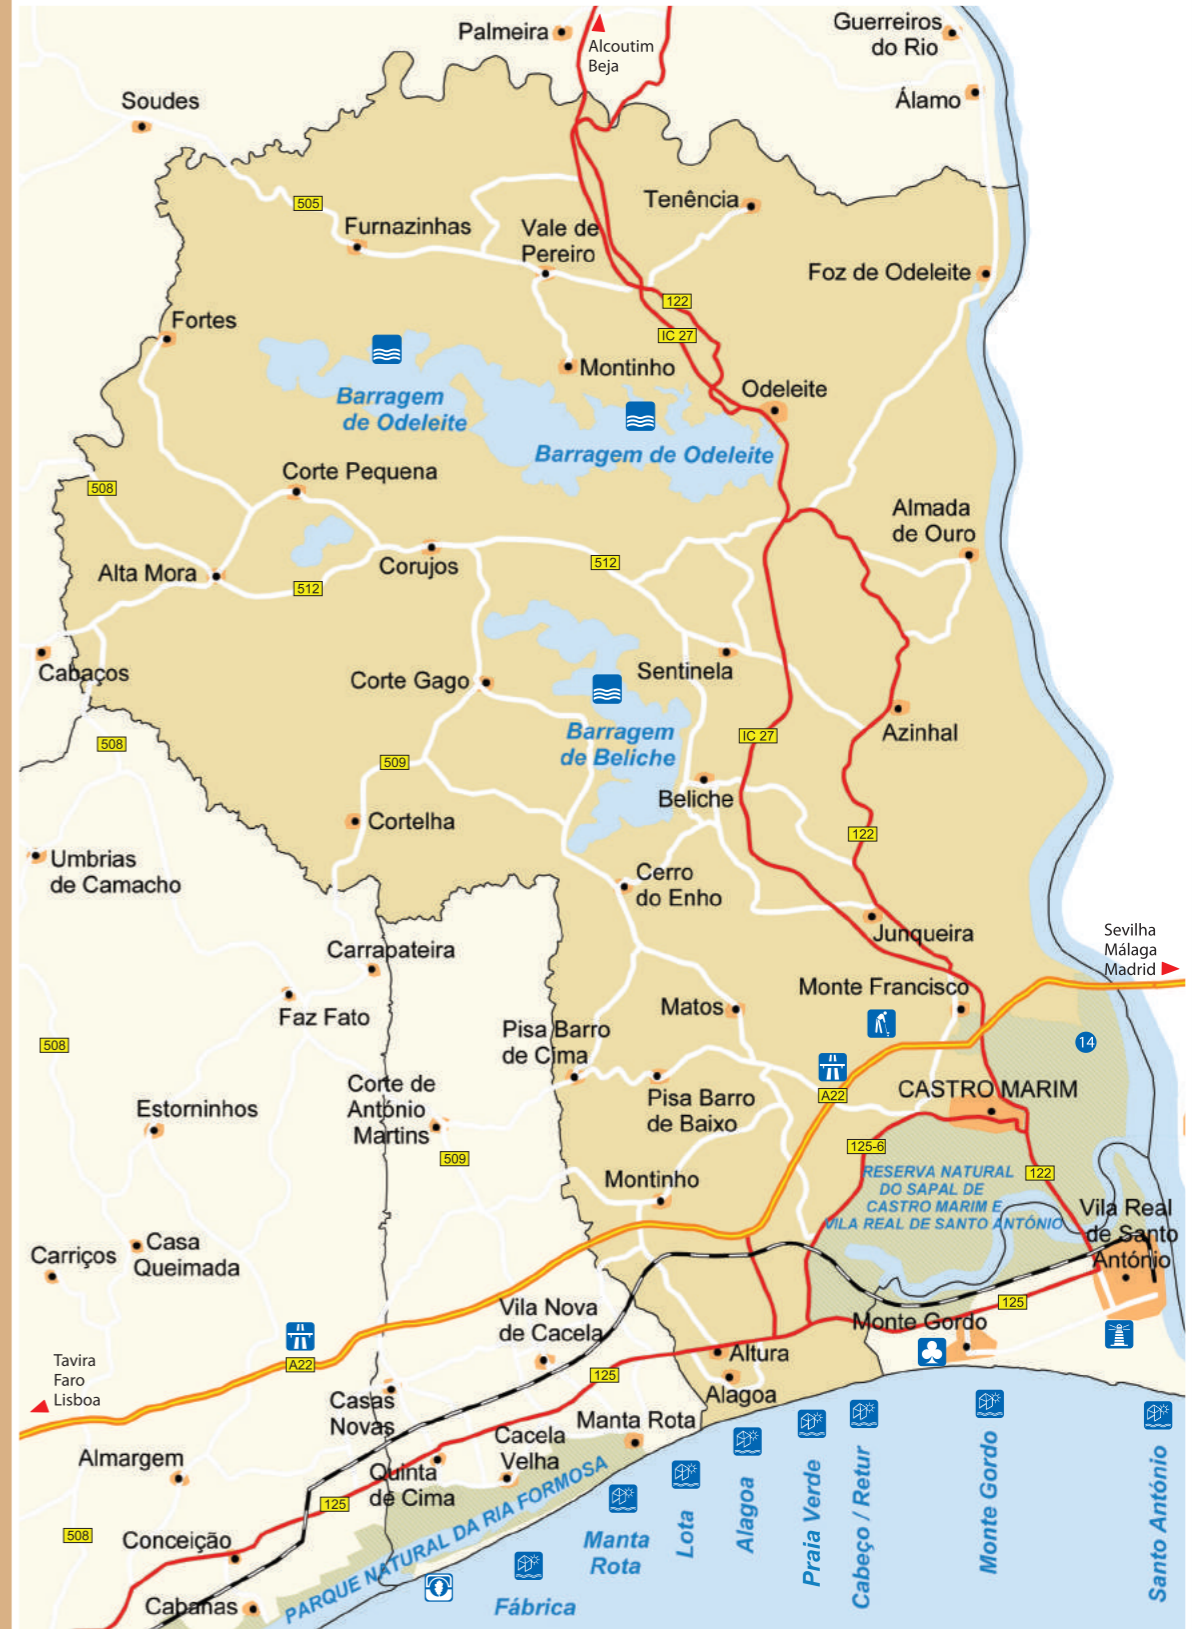 Palmeira
Alcoutim
Beja
Guerreiros
do Rio
Álamo
Soudes
505
Furnazinhas
Vale de
Pereiro
Tenência
Foz de Odeleite
122
IC 27
Fortes
Montinho
Barragem
de Odeleite
Odeleite
Barragem de Odeleite
Corte Pequena
508
Almada
de Ouro
Alta Mora
Corujos
512
512
Cabaços
Corte Gago
Sentinela
Barragem
de Beliche
IC 27
Azinhal
508
509
Beliche
Cortelha
122
Umbrias
de Camacho
Cerro
do Enho
Junqueira
Sevilha
Málaga
Madrid
Carrapateira
Monte Francisco
Matos
Faz Fato
Pisa Barro
de Cima
508
14
Corte de
António
Martins
Pisa Barro
de Baixo
A22
CASTRO MARIM
Estorninhos
509
125-6
RESERVA NATURAL
DO SAPAL DE
CASTRO MARIM E
VILA REAL DE SANTO ANTÓNIO
122
Montinho
Vila Real
de Santo
António
Carriços
Casa
Queimada
Vila Nova
de Cacela
125
Monte Gordo
A22
Tavira
Faro
Lisboa
Altura
125
Alagoa
Casas
Novas
Manta Rota
Cacela
Velha
Almargem
Quinta
de Cima
125
508
Conceição
Cabanas
PARQUE NATURAL DA RIA FORMOSA
Fábrica
Manta
Rota
Lota
Alagoa
Praia Verde
Cabeço / Retur
Monte Gordo
Santo António